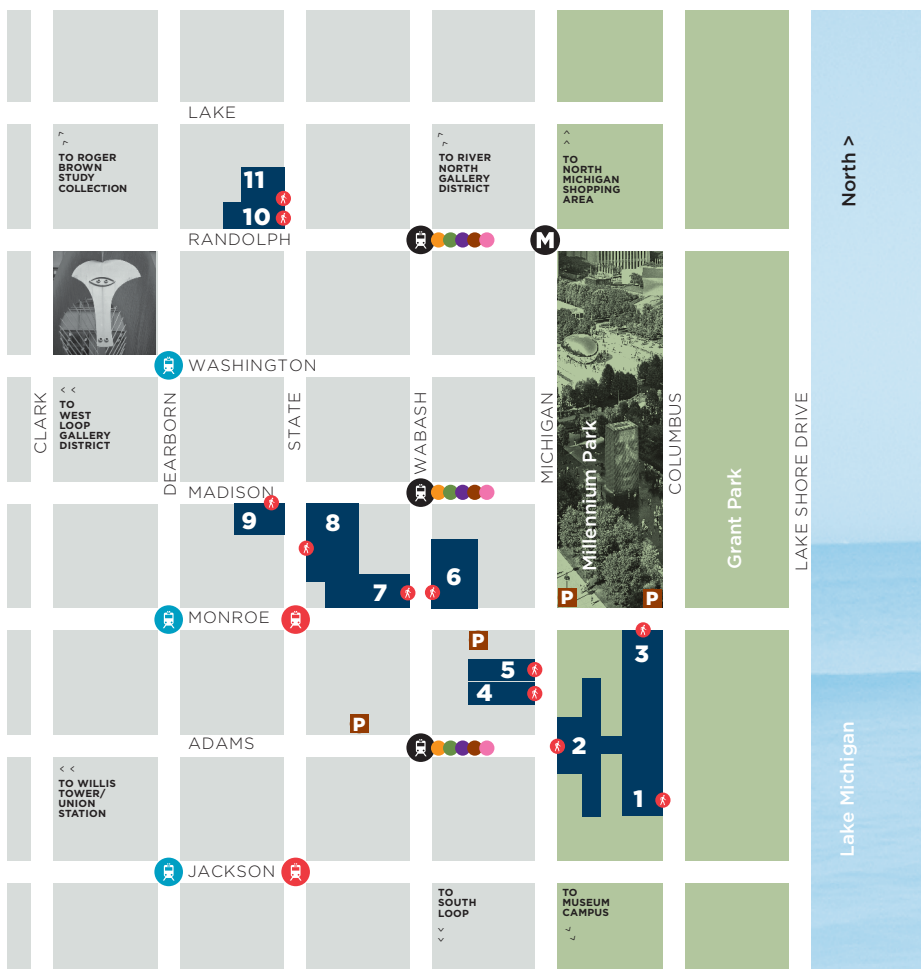 LAKE
TO ROGER
BROWN
STUDY
COLLECTION
11
10
TO RIVER
NORTH
GALLERY
DISTRICT
TO
NORTH
MICHIGAN
SHOPPING
AREA
North >
RANDOLPH
M
WASHINGTON
TO
WEST
LOOP
GALLERY
DISTRICT
CLARK
DEARBORN
STATE
WABASH
MICHIGAN
Millennium Park
COLUMBUS
Grant Park
LAKE SHORE DRIVE
MADISON
9
8
7
6
P
P
MONROE
P
5
4
3
P
2
1
ADAMS
TO WILLIS
TOWER/
UNION
STATION
Lake Michigan
JACKSON
TO
SOUTH
LOOP
TO
MUSEUM
CAMPUS